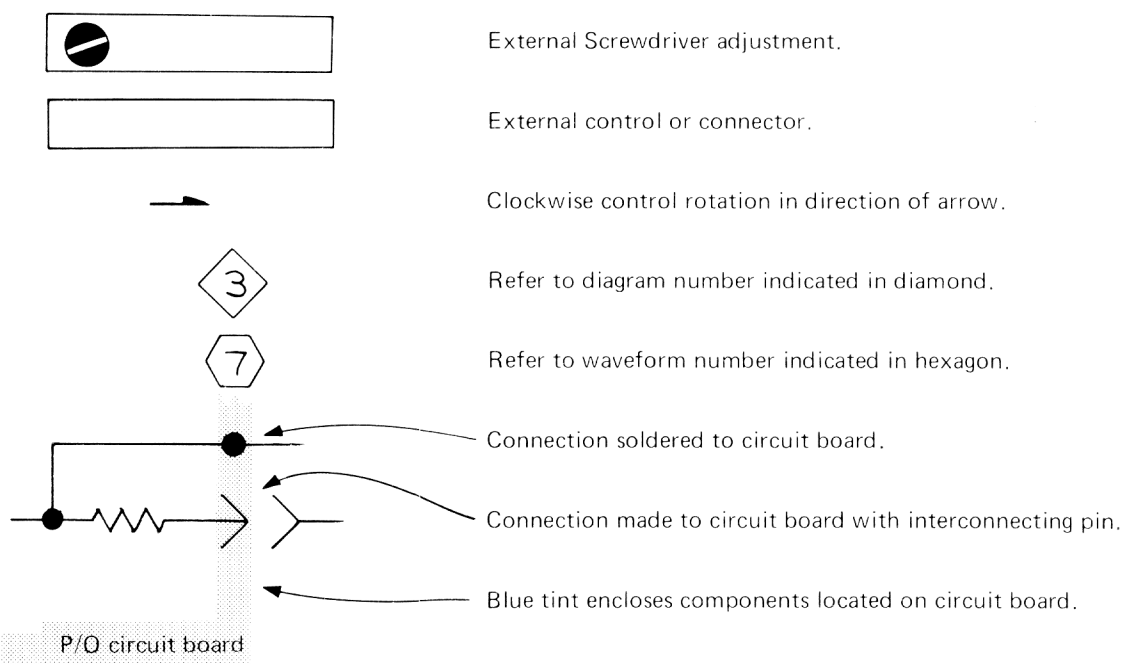 External Screwdriver adjustment.
External control or connector.
Clockwise control rotation in direction of arrow.
3
Refer to diagram number indicated in diamond.
7
Refer to waveform number indicated in hexagon.
Connection soldered to circuit board.
Connection made to circuit board with interconnecting pin.
Blue tint encloses components located on circuit board.
P/O circuit board